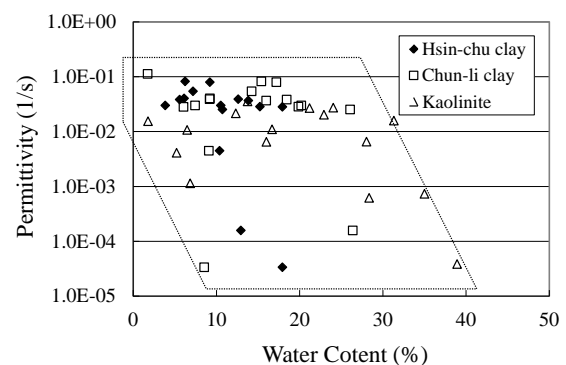 1.0E+00
1.0E-01
1.0E-02
1.0E-03
1.0E-04
1.0E-05
Permittivity (1/s)
Hsin-chu clay
Chun-li clay
Kaolinite
0 10 20 30 40 50
Water Cotent (%)